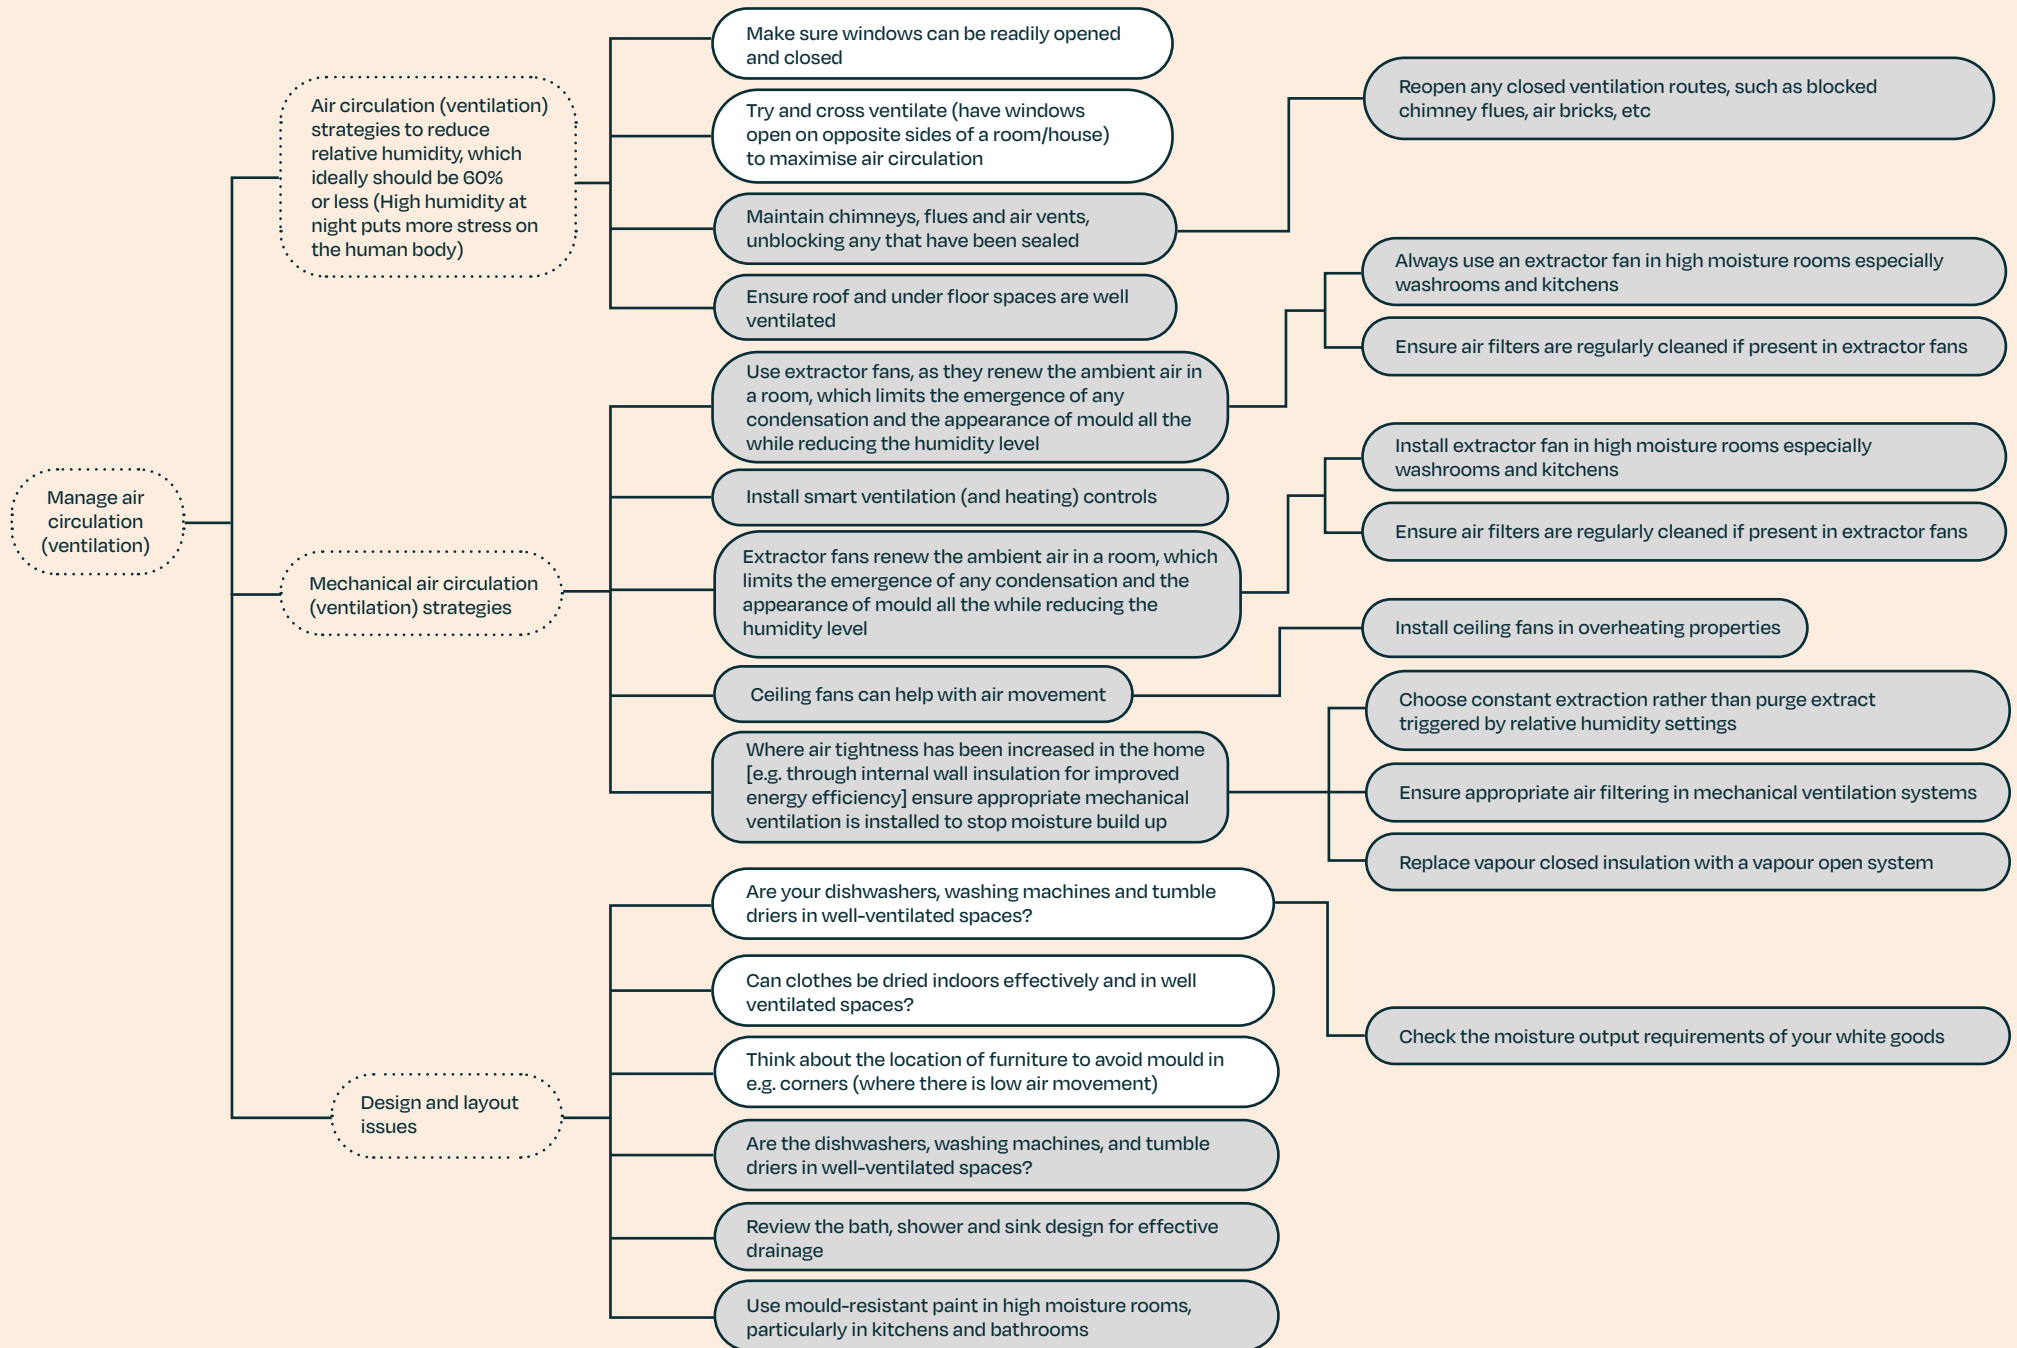 Manage air
circulation
(ventilation)
Air circulation (ventilation)
strategies to reduce
relative humidity, which
ideally should be 60%
or less (High humidity at
night puts more stress on
the human body)
Make sure windows can be readily opened
and closed
Try and cross ventilate (have windows
open on opposite sides of a room/house)
to maximise air circulation
Maintain chimneys, flues and air vents,
unblocking any that have been sealed
Reopen any closed ventilation routes, such as blocked
chimney flues, air bricks, etc
Ensure roof and under floor spaces are well
ventilated
Mechanical air circulation
(ventilation) strategies
Use extractor fans, as they renew the ambient air in
a room, which limits the emergence of any
condensation and the appearance of mould all the
while reducing the humidity level
Always use an extractor fan in high moisture rooms especially
washrooms and kitchens
Ensure air filters are regularly cleaned if present in extractor fans
Install smart ventilation (and heating) controls
Extractor fans renew the ambient air in a room, which
limits the emergence of any condensation and the
appearance of mould all the while reducing the
humidity level
Install extractor fan in high moisture rooms especially
washrooms and kitchens
Ensure air filters are regularly cleaned if present in extractor fans
Ceiling fans can help with air movement
Install ceiling fans in overheating properties
Where air tightness has been increased in the home
[e.g. through internal wall insulation for improved
energy efficiency] ensure appropriate mechanical
ventilation is installed to stop moisture build up
Choose constant extraction rather than purge extract
triggered by relative humidity settings
Ensure appropriate air filtering in mechanical ventilation systems
Replace vapour closed insulation with a vapour open system
Design and layout
issues
Are your dishwashers, washing machines and tumble
driers in well-ventilated spaces?
Check the moisture output requirements of your white goods
Can clothes be dried indoors effectively and in well
ventilated spaces?
Think about the location of furniture to avoid mould in
e.g. corners (where there is low air movement)
Are the dishwashers, washing machines, and tumble
driers in well-ventilated spaces?
Review the bath, shower and sink design for effective
drainage
Use mould-resistant paint in high moisture rooms,
particularly in kitchens and bathrooms